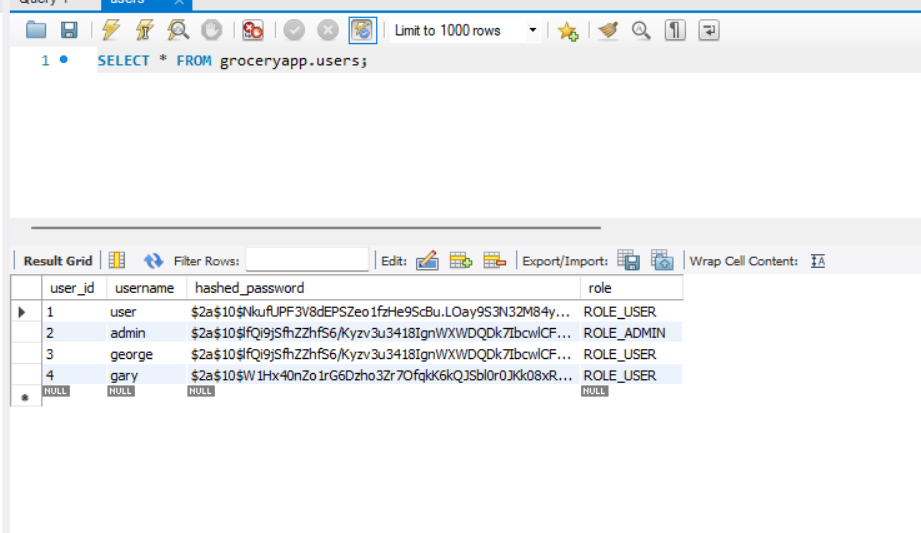 Query 1 users ×
Limit to 1000 rows
1 SELECT * FROM groceryapp.users;
Result Grid Filter Rows: Edit: Export/Import: Wrap Cell Content:
user_id username hashed_password role
1 user $2a$10$NkufUPF3V8dEPSZeo1fzHe9ScBu.LOay9S3N32M84y... ROLE_USER
2 admin $2a$10$lfQi9jSfhZZhfS6/Kyzv3u3418IgnWXWDQDk7IbcwlCF... ROLE_ADMIN
3 george $2a$10$lfQi9jSfhZZhfS6/Kyzv3u3418IgnWXWDQDk7IbcwlCF... ROLE_USER
4 gary $2a$10$W1Hx40nZo1rG6Dzho3Zr7OfqkK6kQJSbl0r0JKk08xR... ROLE_USER
NULL NULL NULL NULL